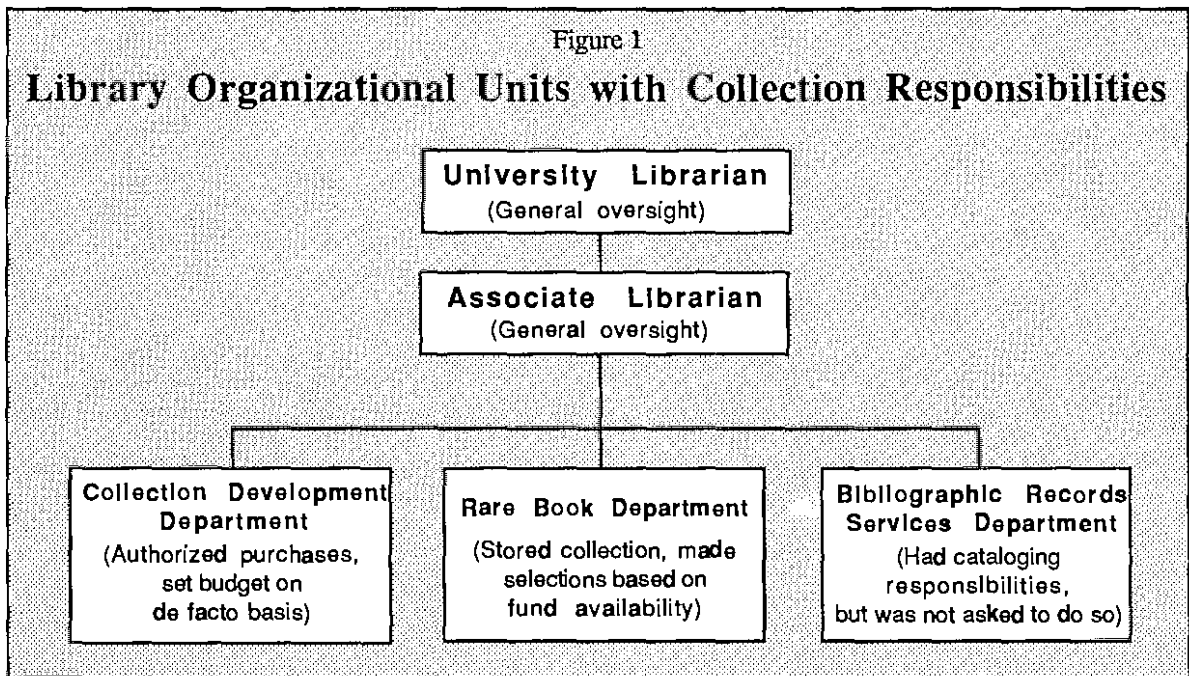 Figure 1
Library Organizational Units with Collection Responsibilities
University Librarian
(General oversight)
Associate Librarian
(General oversight)
Collection Development
Department
(Authorized purchases,
set budget on
de facto basis)
Rare Book Department
(Stored collection, made
selections based on
fund availability)
Bibliographic Records
Services Department
(Had cataloging
responsibilities,
but was not asked to do so)